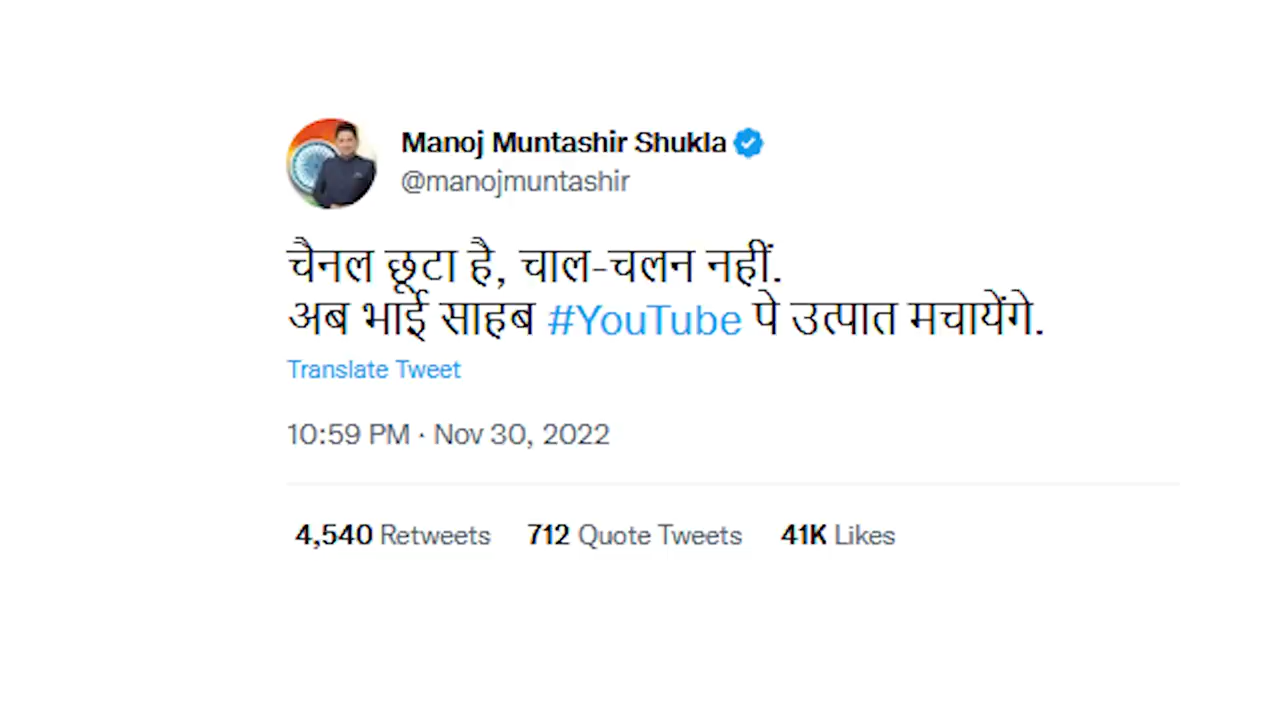 Manoj Muntashir Shukla
@manojmuntashir
चैनल छूटा है, चाल-चलन नहीं.
अब भाई साहब #YouTube पे उत्पात मचायेंगे.
Translate Tweet
10:59 PM · Nov 30, 2022
4,540 Retweets 712 Quote Tweets 41K Likes